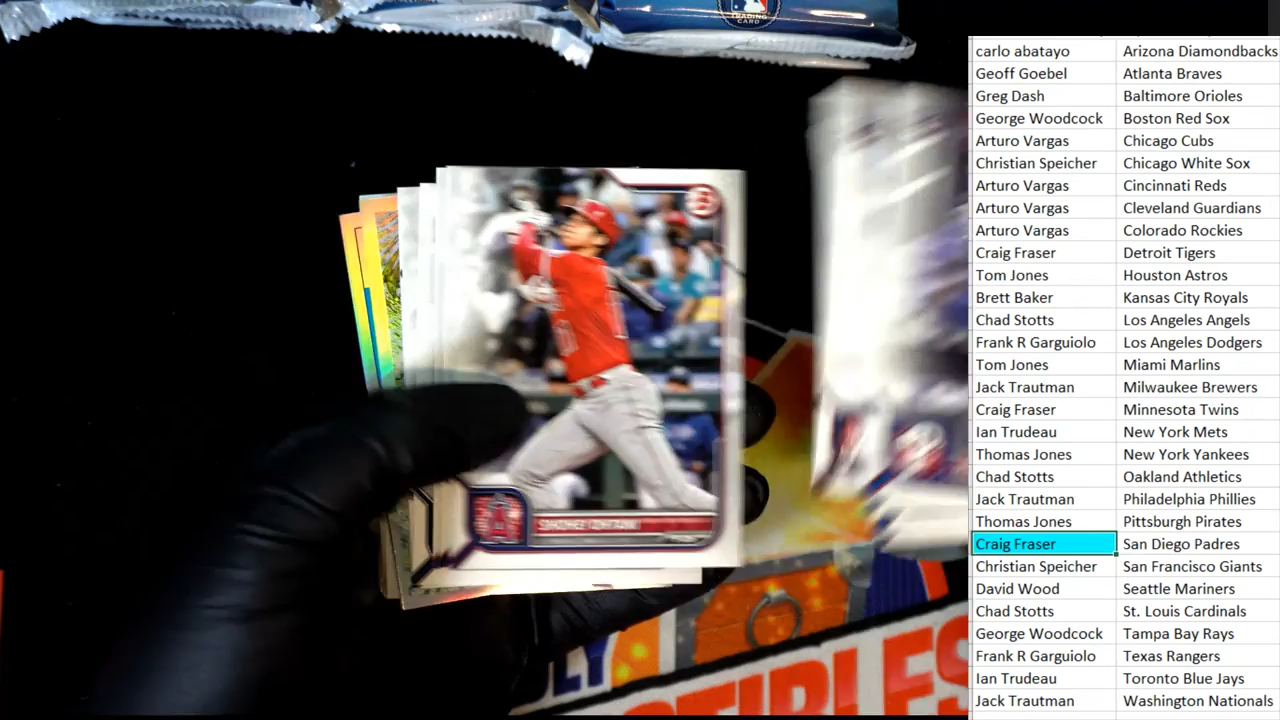 TRADING
CARD
SHOHEI OHTANI
carlo abatayo Arizona Diamondbacks
Geoff Goebel Atlanta Braves
Greg Dash Baltimore Orioles
George Woodcock Boston Red Sox
Arturo Vargas Chicago Cubs
Christian Speicher Chicago White Sox
Arturo Vargas Cincinnati Reds
Arturo Vargas Cleveland Guardians
Arturo Vargas Colorado Rockies
Craig Fraser Detroit Tigers
Tom Jones Houston Astros
Brett Baker Kansas City Royals
Chad Stotts Los Angeles Angels
Frank R Garguiolo Los Angeles Dodgers
Tom Jones Miami Marlins
Jack Trautman Milwaukee Brewers
Craig Fraser Minnesota Twins
Ian Trudeau New York Mets
Thomas Jones New York Yankees
Chad Stotts Oakland Athletics
Jack Trautman Philadelphia Phillies
Thomas Jones Pittsburgh Pirates
Craig Fraser San Diego Padres
Christian Speicher San Francisco Giants
David Wood Seattle Mariners
Chad Stotts St. Louis Cardinals
George Woodcock Tampa Bay Rays
Frank R Garguiolo Texas Rangers
Ian Trudeau Toronto Blue Jays
Jack Trautman Washington Nationals